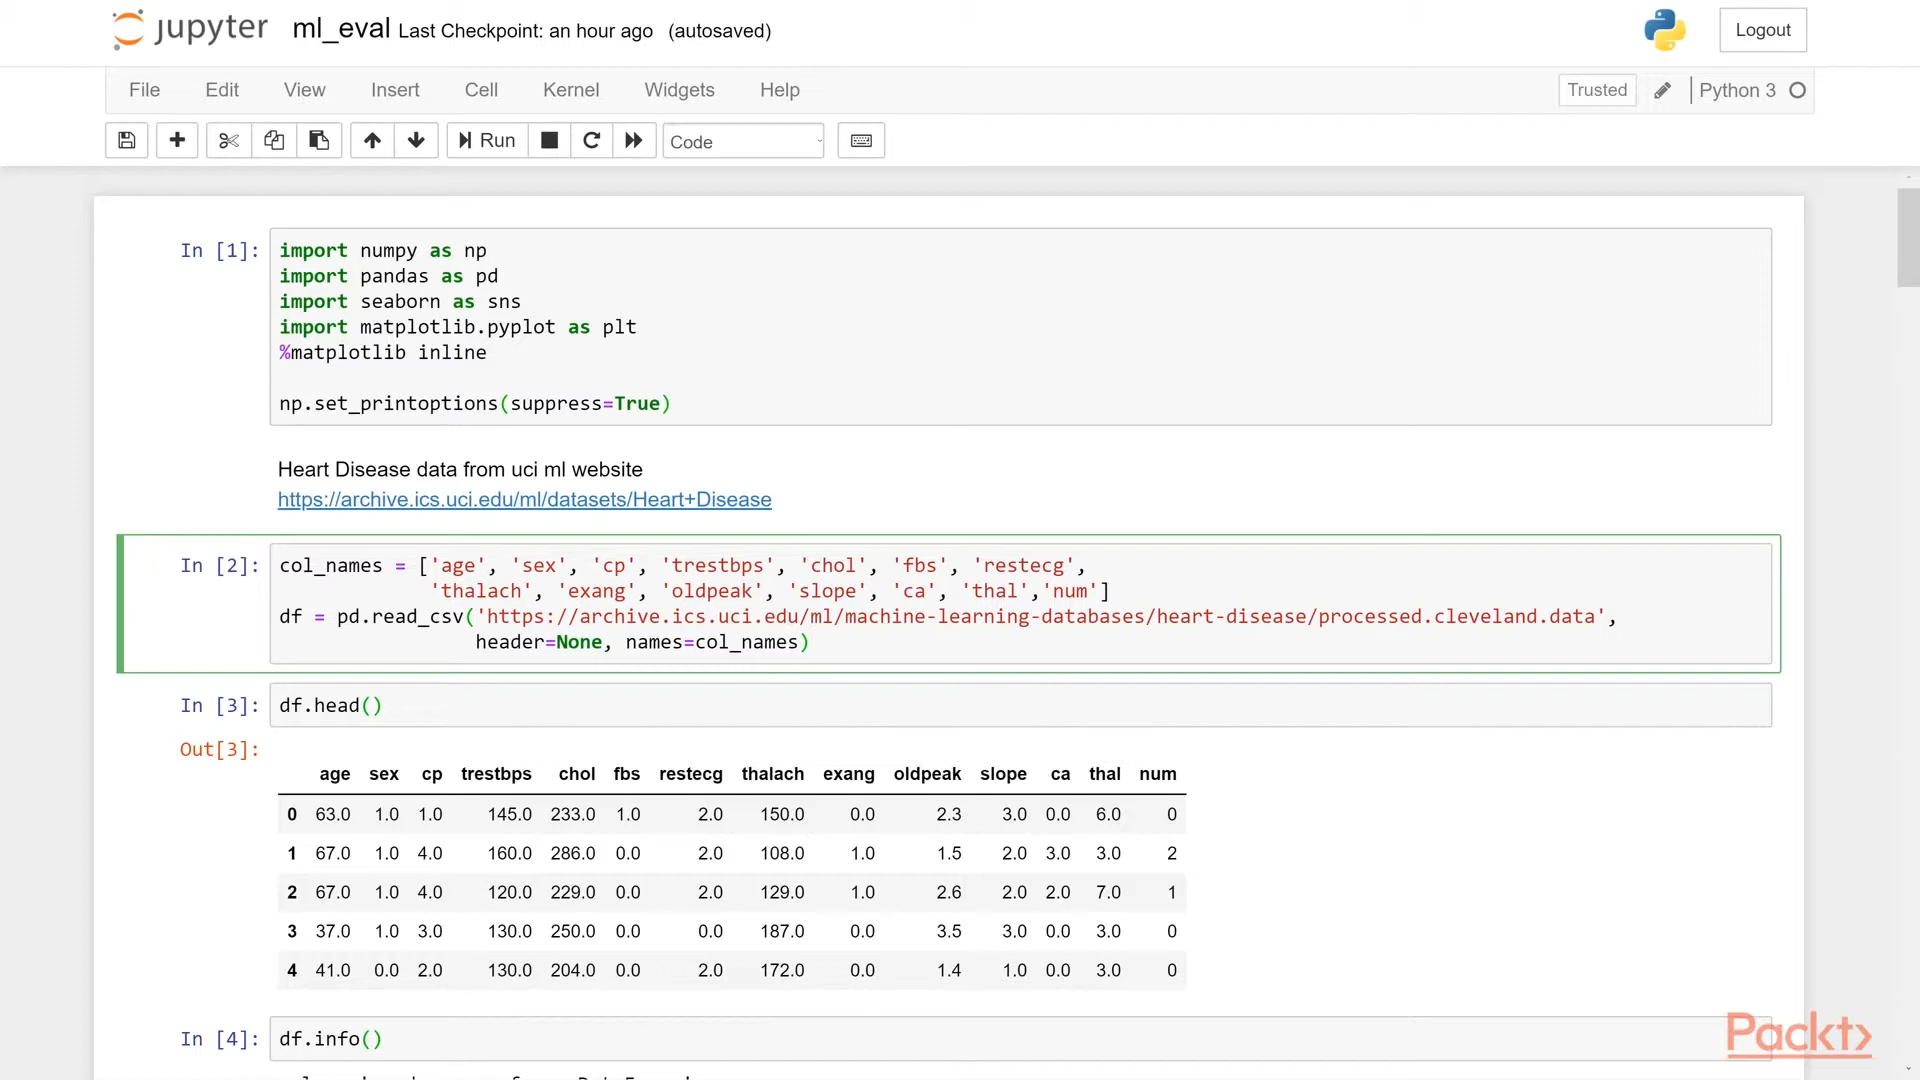 jupyter ml_eval Last Checkpoint: an hour ago (autosaved) Logout
File Edit View Insert Cell Kernel Widgets Help Trusted Python 3
Run Code
In [1]: import numpy as np
import pandas as pd
import seaborn as sns
import matplotlib.pyplot as plt
%matplotlib inline
np.set_printoptions(suppress=True)
Heart Disease data from uci ml website
https://archive.ics.uci.edu/ml/datasets/Heart+Disease
In [2]: col_names = ['age', 'sex', 'cp', 'trestbps', 'chol', 'fbs', 'restecg',
'thalach', 'exang', 'oldpeak', 'slope', 'ca', 'thal','num']
df = pd.read_csv('https://archive.ics.uci.edu/ml/machine-learning-databases/heart-disease/processed.cleveland.data',
header=None, names=col_names)
In [3]: df.head()
Out[3]:
age sex cp trestbps chol fbs restecg thalach exang oldpeak slope ca thal num
0 63.0 1.0 1.0 145.0 233.0 1.0 2.0 150.0 0.0 2.3 3.0 0.0 6.0 0
1 67.0 1.0 4.0 160.0 286.0 0.0 2.0 108.0 1.0 1.5 2.0 3.0 3.0 2
2 67.0 1.0 4.0 120.0 229.0 0.0 2.0 129.0 1.0 2.6 2.0 2.0 7.0 1
3 37.0 1.0 3.0 130.0 250.0 0.0 0.0 187.0 0.0 3.5 3.0 0.0 3.0 0
4 41.0 0.0 2.0 130.0 204.0 0.0 2.0 172.0 0.0 1.4 1.0 0.0 3.0 0
In [4]: df.info()
Packt>